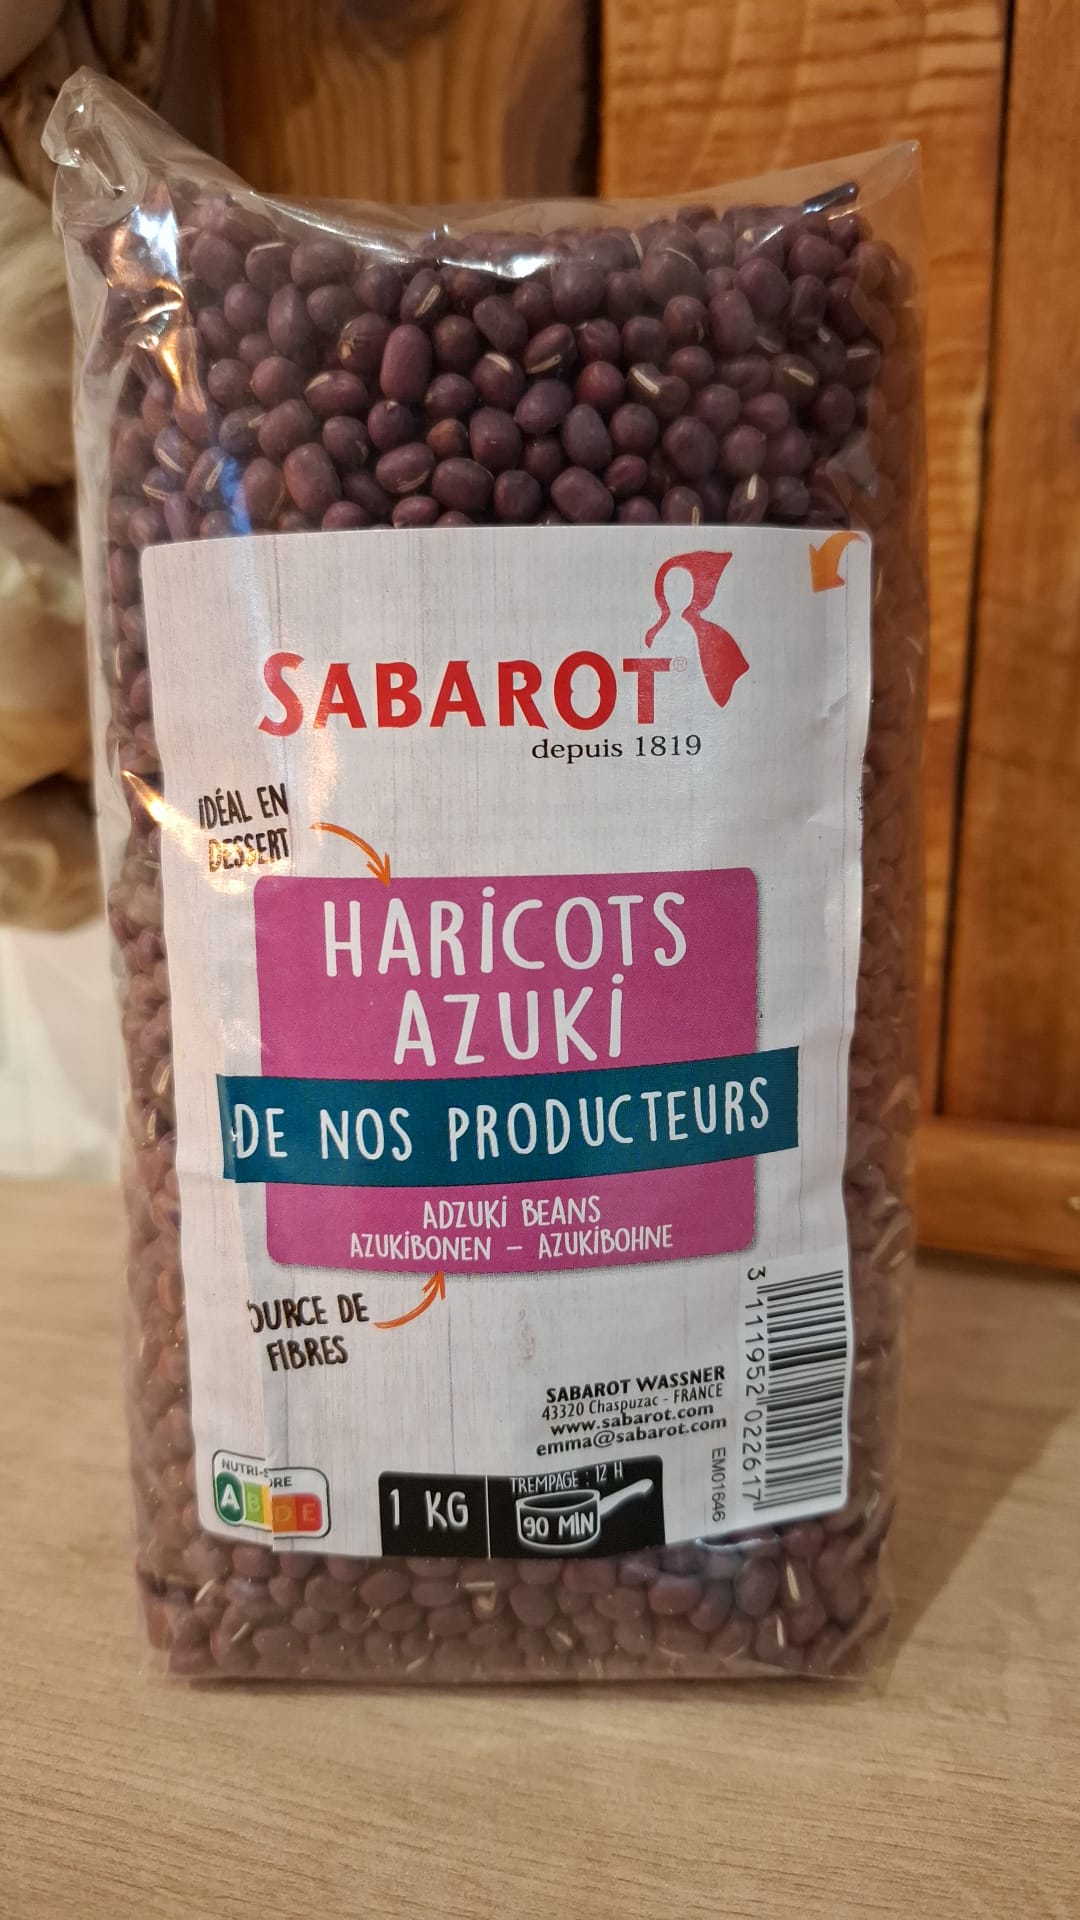 SABAROT®
depuis 1819
IDÉAL EN
DESSERT
HARICOTS
AZUKI
DE NOS PRODUCTEURS
ADZUKI BEANS
AZUKIBONEN – AZUKIBOHNE
OURCE DE
FIBRES
SABAROT WASSNER
43320 Chaspuzac - FRANCE
www.sabarot.com
emma@sabarot.com
3 111952 022617
EM01646
NUTRI-S ORE
A B D E
1 KG
TREMPAGE : 12 H
90 MIN